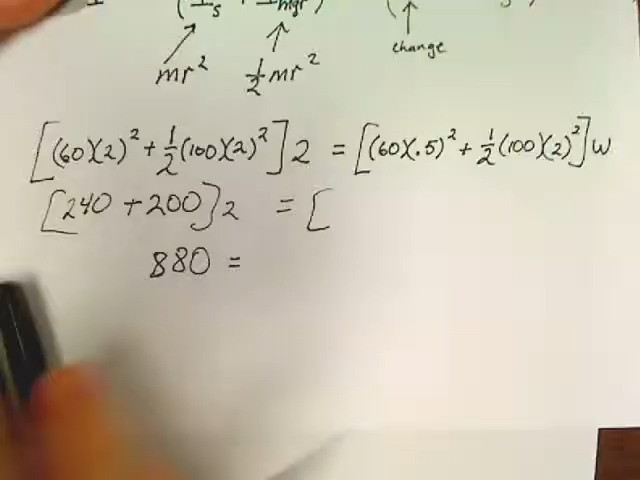 mr² ½mr² change
[(60)(2)² + ½(100)(2)²]2 = [(60)(.5)² + ½(100)(2)²]w
[240 + 200]2 = [
880 =